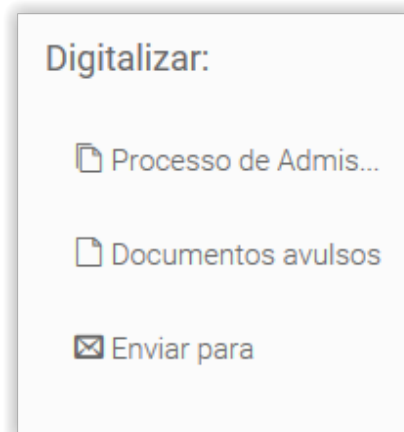 Digitalizar:
Processo de Admis...
Documentos avulsos
Enviar para